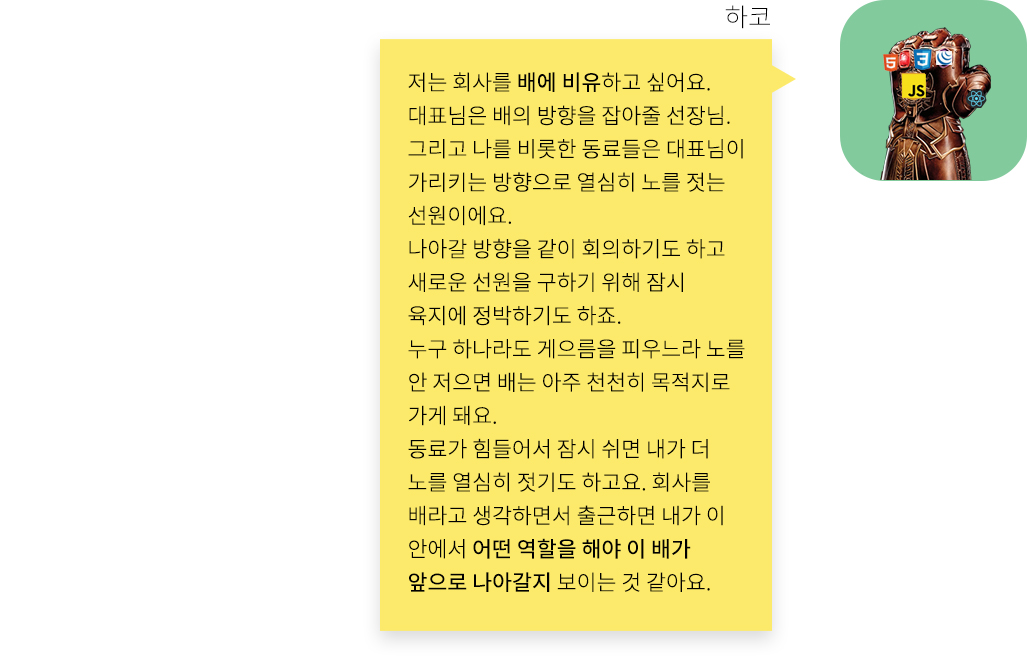 하코
저는 회사를 배에 비유하고 싶어요.
대표님은 배의 방향을 잡아줄 선장님.
그리고 나를 비롯한 동료들은 대표님이
가리키는 방향으로 열심히 노를 젓는
선원이에요.
나아갈 방향을 같이 회의하기도 하고
새로운 선원을 구하기 위해 잠시
육지에 정박하기도 하죠.
누구 하나라도 게으름을 피우느라 노를
안 저으면 배는 아주 천천히 목적지로
가게 돼요.
동료가 힘들어서 잠시 쉬면 내가 더
노를 열심히 젓기도 하고요. 회사를
배라고 생각하면서 출근하면 내가 이
안에서 어떤 역할을 해야 이 배가
앞으로 나아갈지 보이는 것 같아요.
5 3
JS